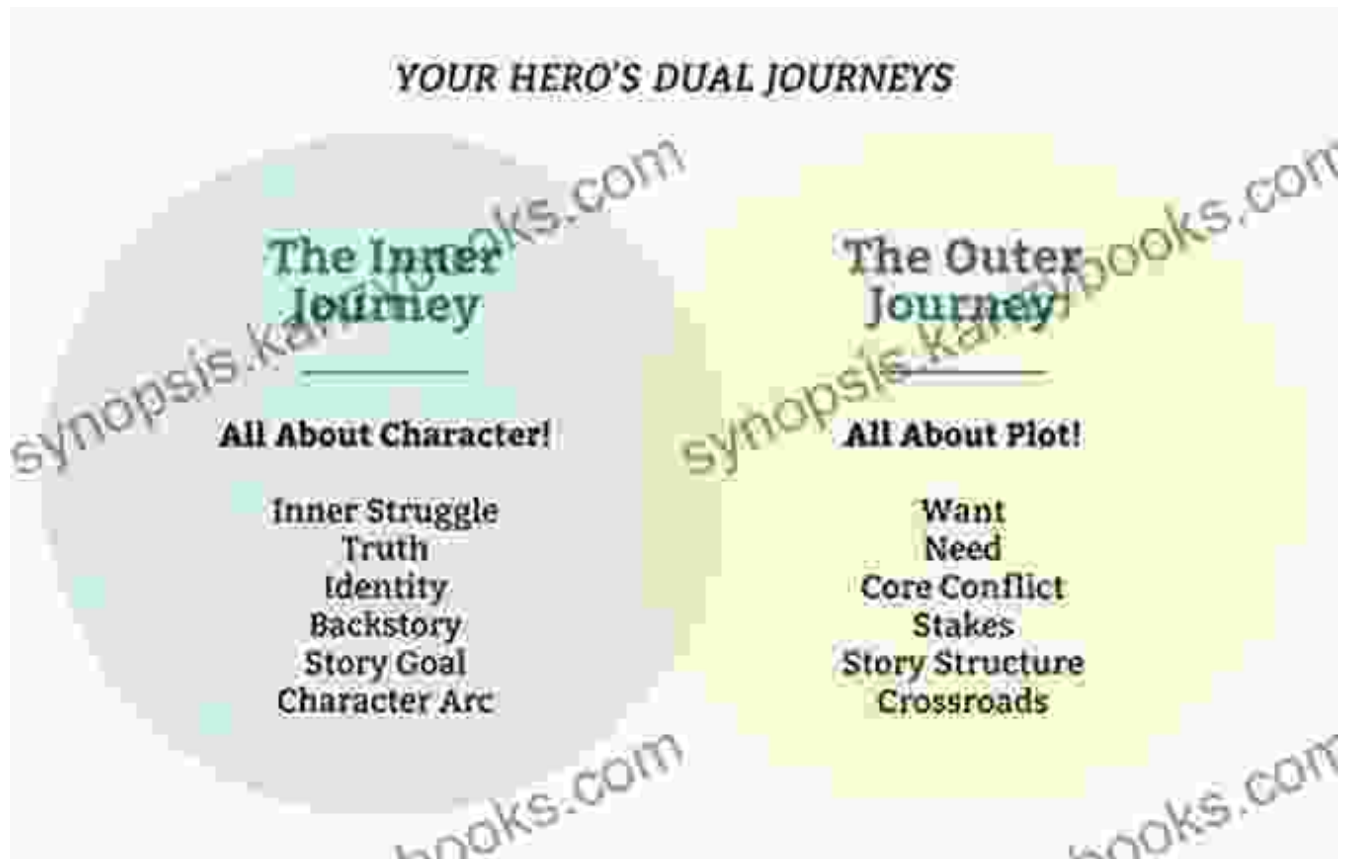 YOUR HERO'S DUAL JOURNEYS
The Inner
Journey
All About Character!
Inner Struggle
Truth
Identity
Backstory
Story Goal
Character Arc
The Outer
Journey
All About Plot!
Want
Need
Core Conflict
Stakes
Story Structure
Crossroads